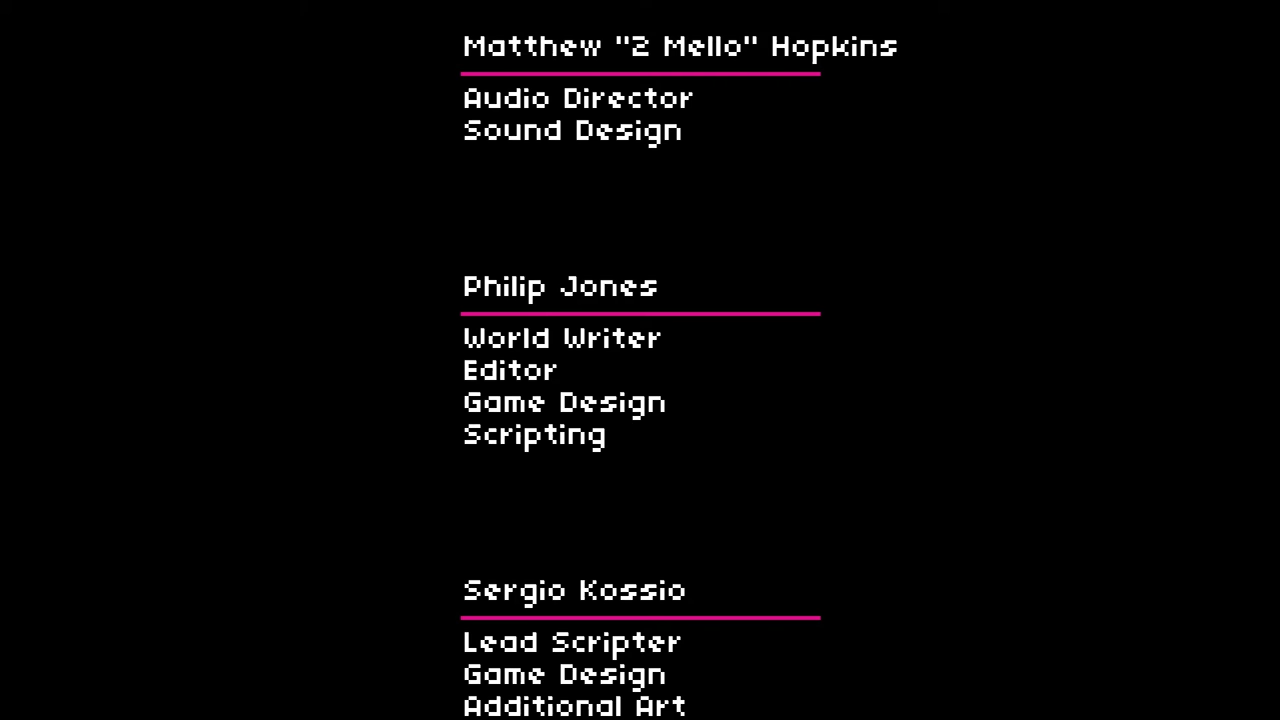 Matthew "2 Mello" Hopkins
Audio Director
Sound Design
Philip Jones
World Writer
Editor
Game Design
Scripting
Sergio Kossio
Lead Scripter
Game Design
Additional Art